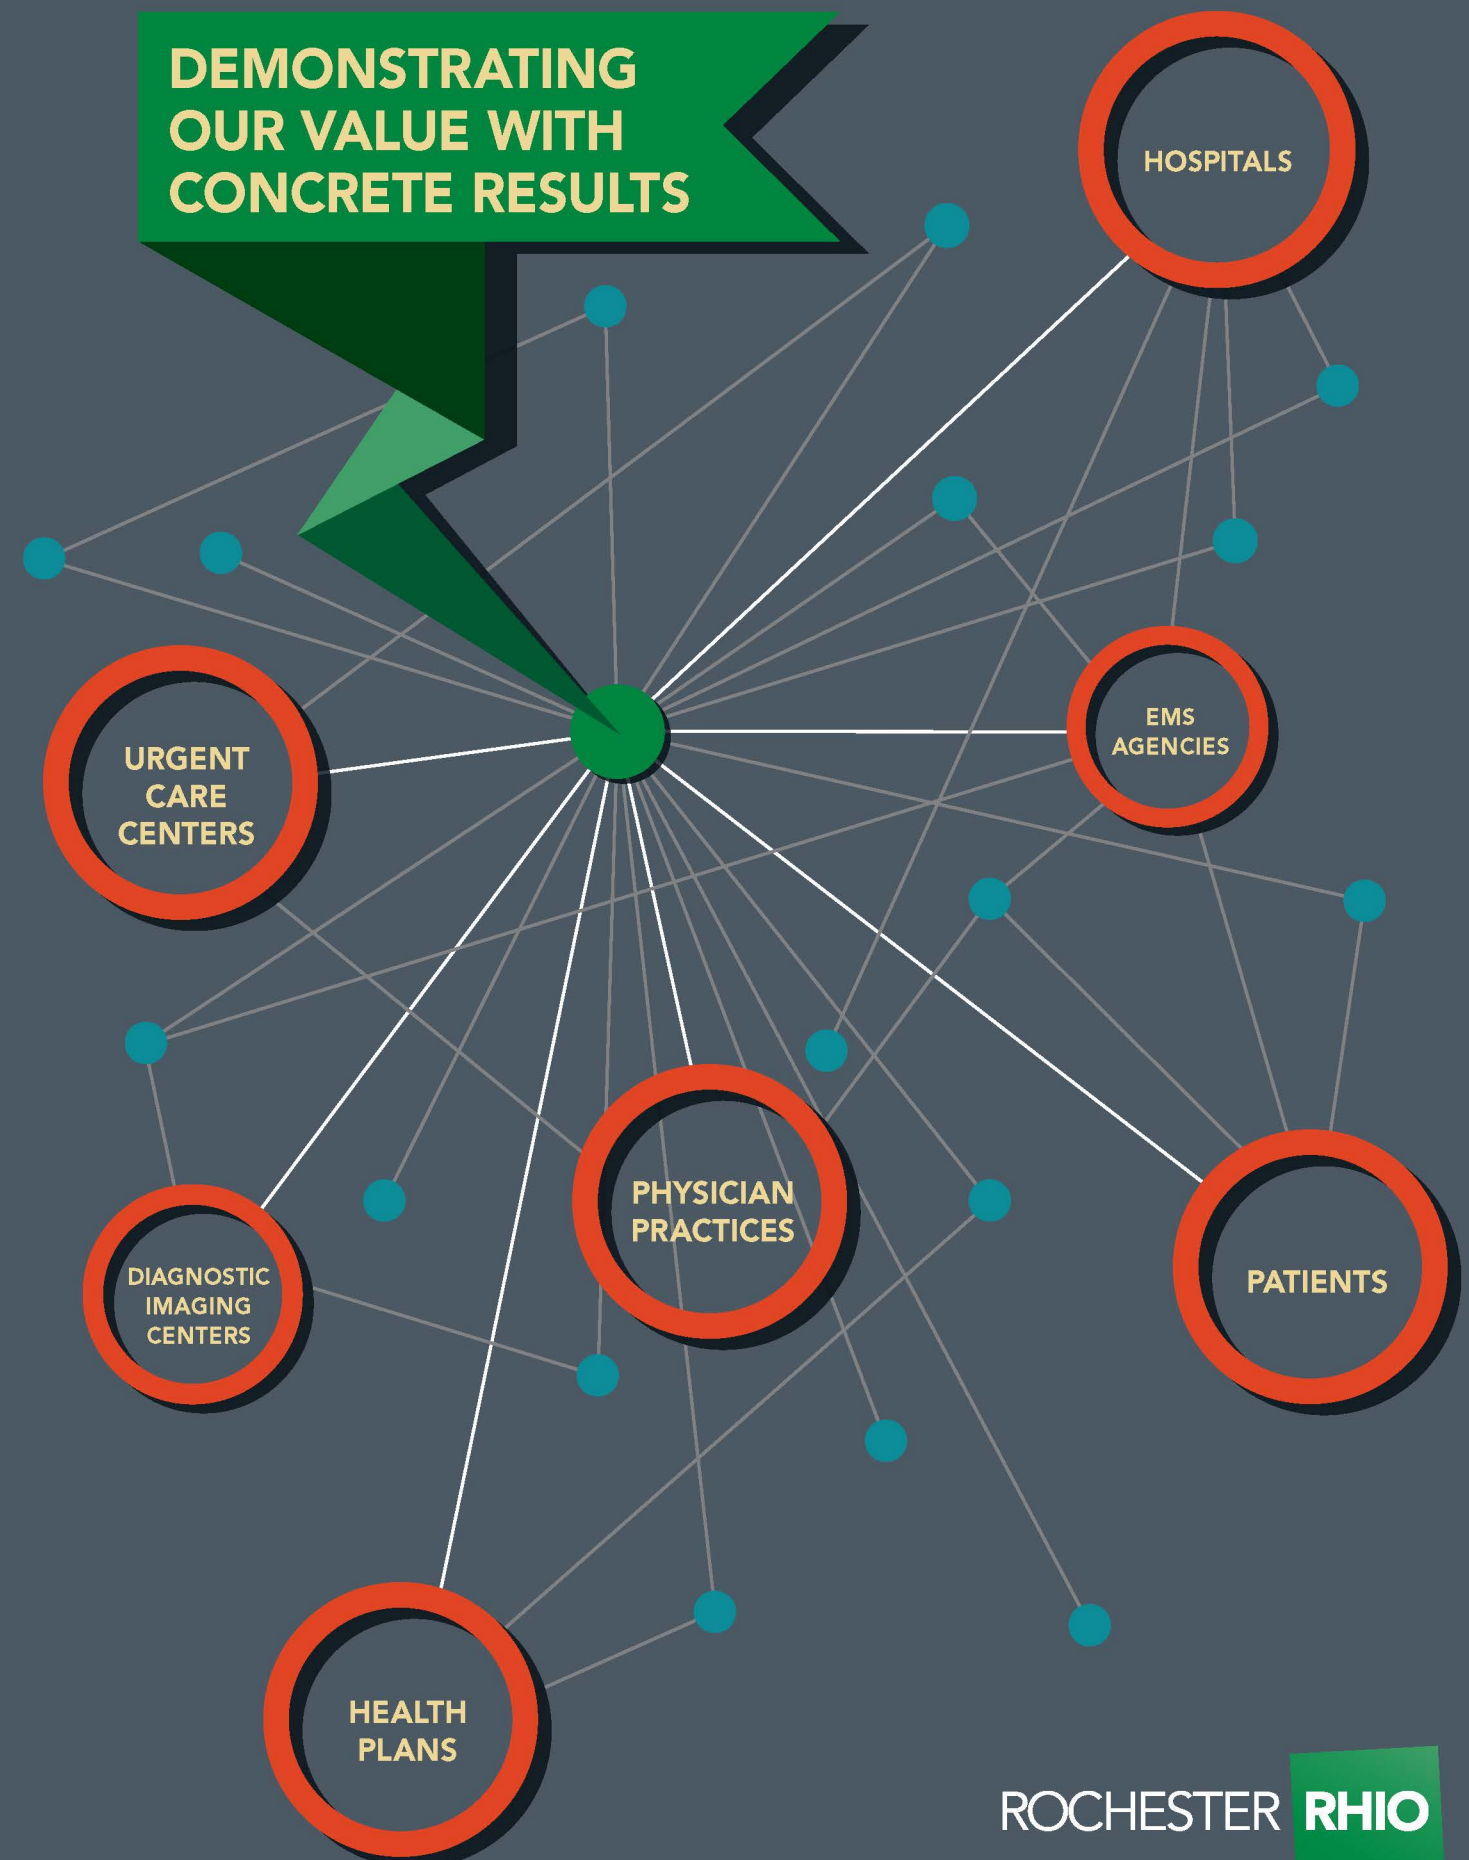 DEMONSTRATING
OUR VALUE WITH
CONCRETE RESULTS
HOSPITALS
EMS
AGENCIES
URGENT
CARE
CENTERS
PHYSICIAN
PRACTICES
DIAGNOSTIC
IMAGING
CENTERS
PATIENTS
HEALTH
PLANS
ROCHESTER RHIO